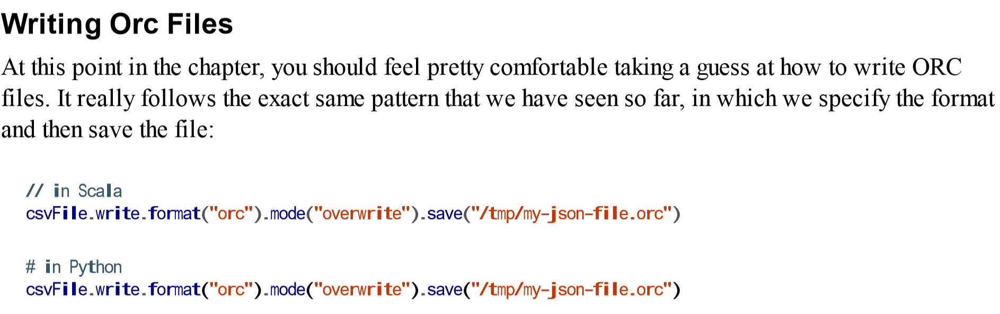 Writing Orc Files
At this point in the chapter, you should feel pretty comfortable taking a guess at how to write ORC
files. It really follows the exact same pattern that we have seen so far, in which we specify the format
and then save the file:
// in Scala
csvFile.write.format("orc").mode("overwrite").save("/tmp/my-json-file.orc")
# in Python
csvFile.write.format("orc").mode("overwrite").save("/tmp/my-json-file.orc")